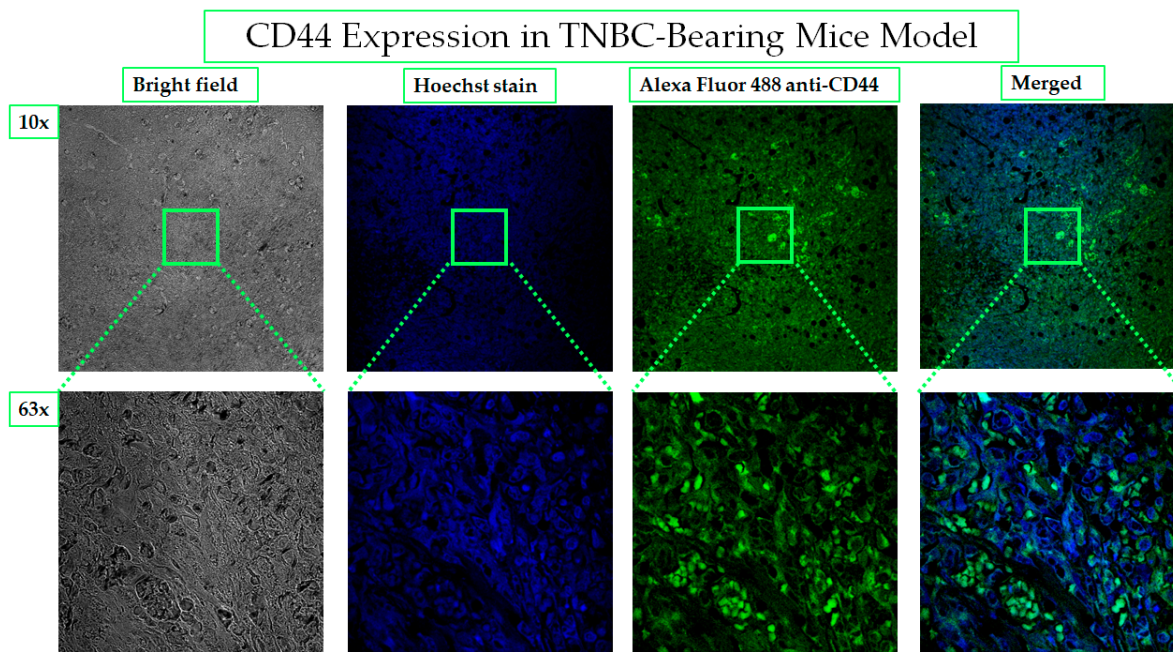 CD44 Expression in TNBC-Bearing Mice Model
Bright field
Hoechst stain
Alexa Fluor 488 anti-CD44
Merged
10x
63x